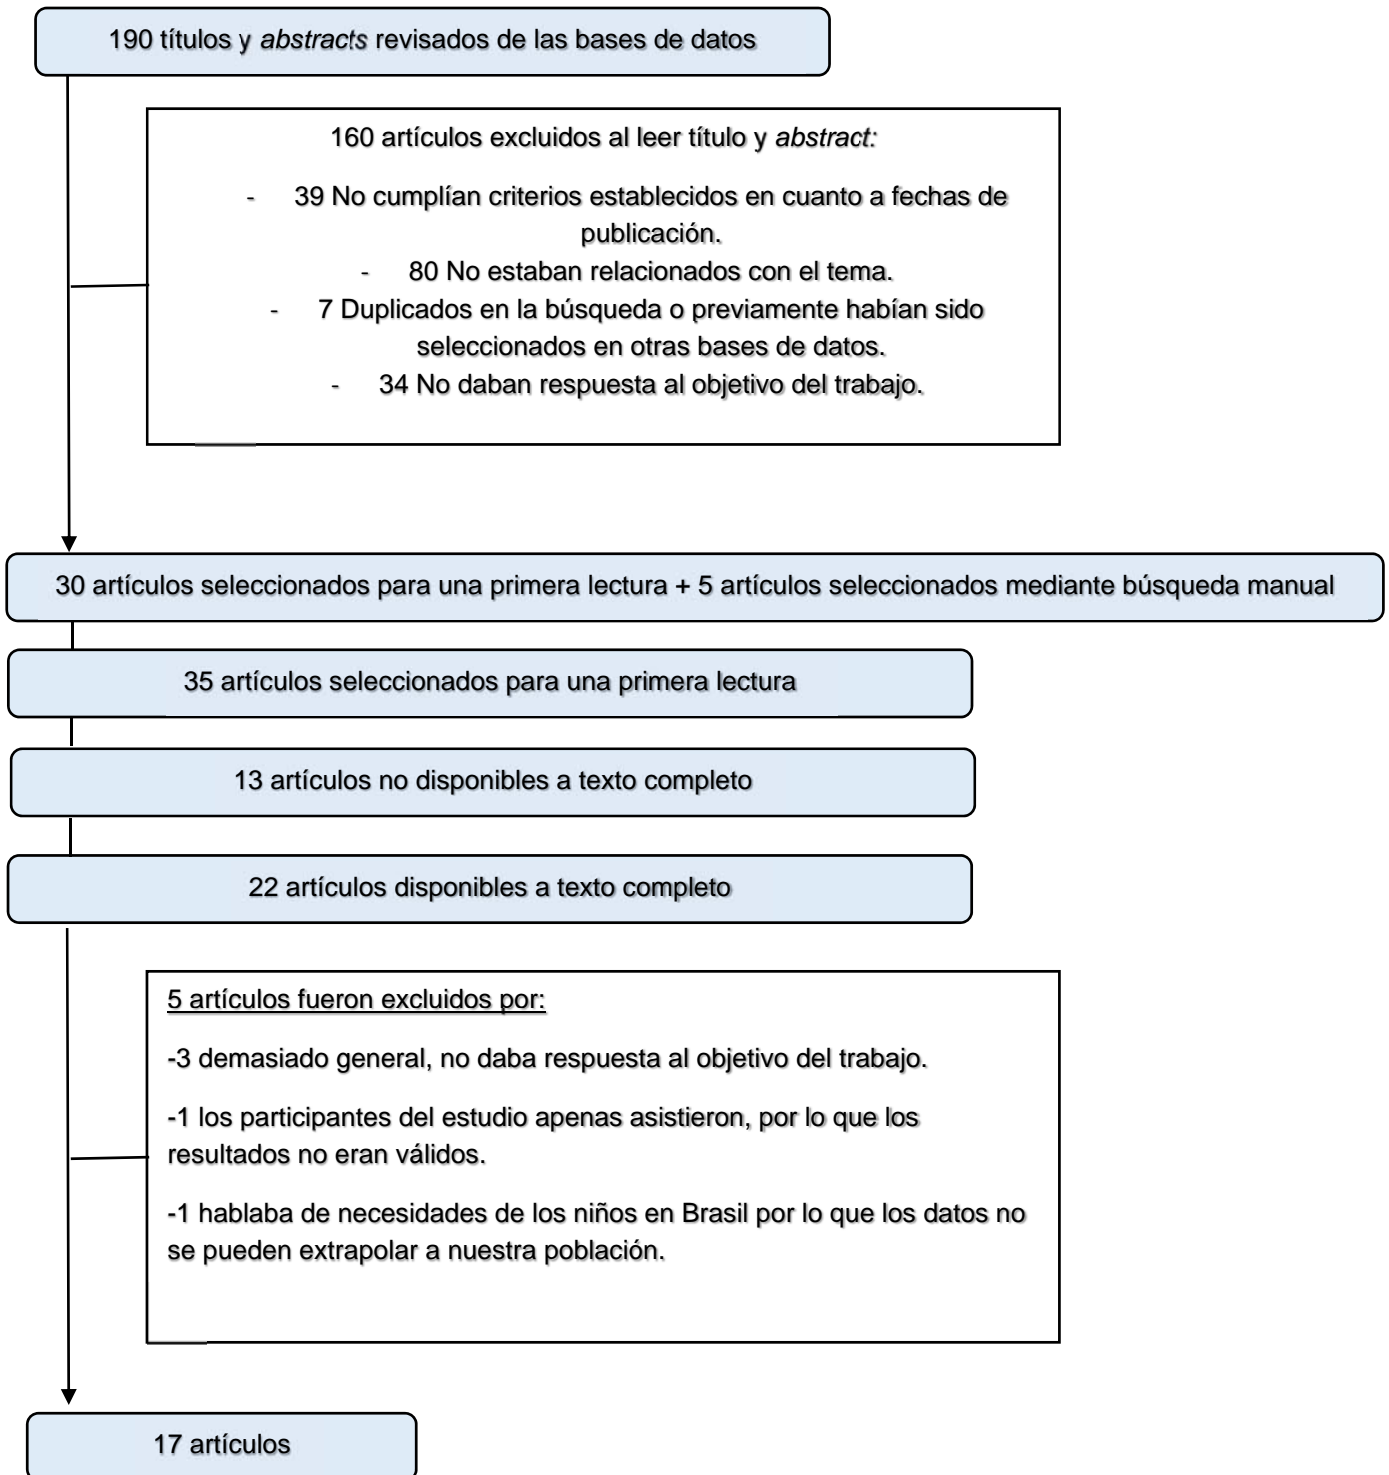 190 títulos y abstracts revisados de las bases de datos
160 artículos excluidos al leer título y abstract:
- 39 No cumplían criterios establecidos en cuanto a fechas de
publicación.
- 80 No estaban relacionados con el tema.
- 7 Duplicados en la búsqueda o previamente habían sido
seleccionados en otras bases de datos.
- 34 No daban respuesta al objetivo del trabajo.
30 artículos seleccionados para una primera lectura + 5 artículos seleccionados mediante búsqueda manual
35 artículos seleccionados para una primera lectura
13 artículos no disponibles a texto completo
22 artículos disponibles a texto completo
5 artículos fueron excluidos por:
-3 demasiado general, no daba respuesta al objetivo del trabajo.
-1 los participantes del estudio apenas asistieron, por lo que los
resultados no eran válidos.
-1 hablaba de necesidades de los niños en Brasil por lo que los datos no
se pueden extrapolar a nuestra población.
17 artículos